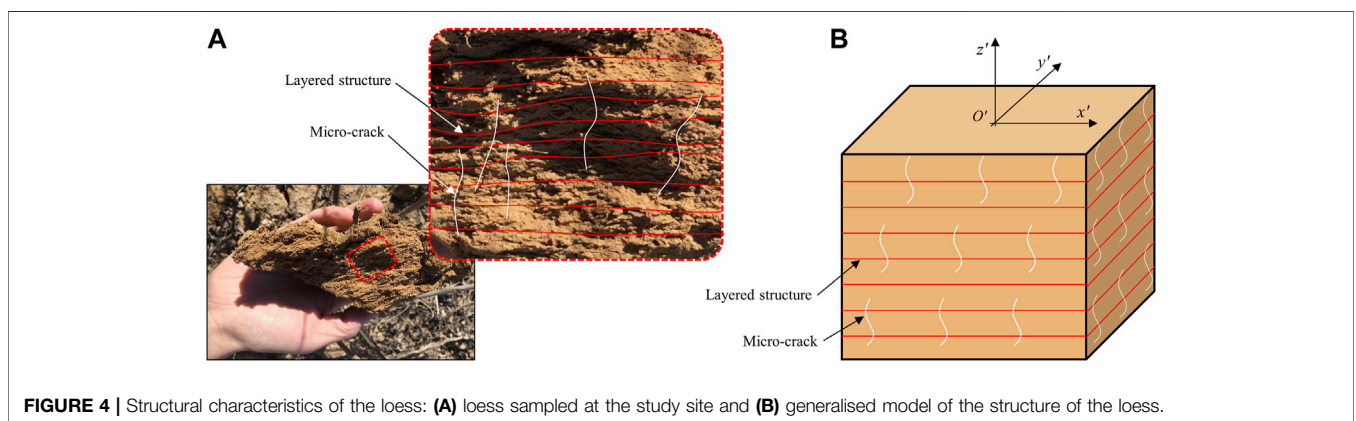 A
Layered structure
Micro-crack
B
z′
y′
O′
x′
Layered structure
Micro-crack
FIGURE 4 | Structural characteristics of the loess: (A) loess sampled at the study site and (B) generalised model of the structure of the loess.